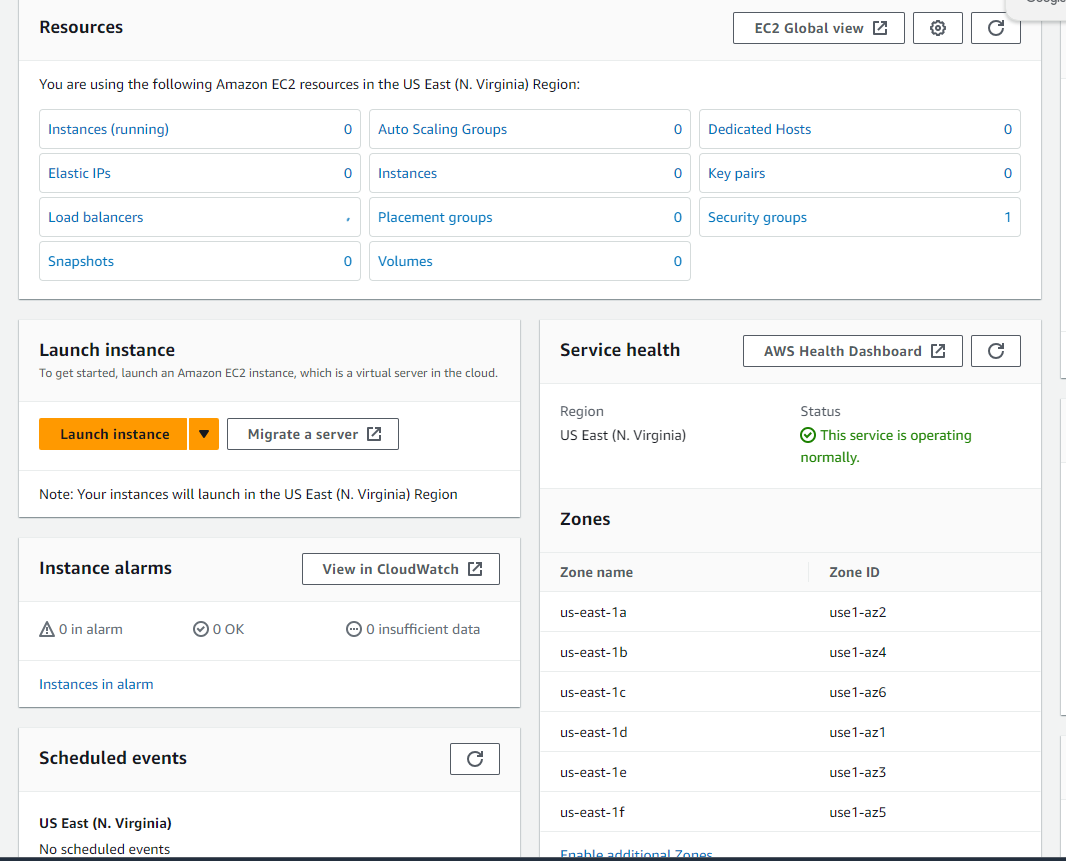 Resources
EC2 Global view
You are using the following Amazon EC2 resources in the US East (N. Virginia) Region:
Instances (running) 0
Auto Scaling Groups 0
Dedicated Hosts 0
Elastic IPs 0
Instances 0
Key pairs 0
Load balancers
Placement groups 0
Security groups 1
Snapshots 0
Volumes 0
Launch instance
To get started, launch an Amazon EC2 instance, which is a virtual server in the cloud.
Launch instance
Migrate a server
Note: Your instances will launch in the US East (N. Virginia) Region
Instance alarms
View in CloudWatch
0 in alarm
0 OK
0 insufficient data
Instances in alarm
Scheduled events
US East (N. Virginia)
No scheduled events
Service health
AWS Health Dashboard
Region
US East (N. Virginia)
Status
This service is operating
normally.
Zones
Zone name Zone ID
us-east-1a use1-az2
us-east-1b use1-az4
us-east-1c use1-az6
us-east-1d use1-az1
us-east-1e use1-az3
us-east-1f use1-az5
Enable additional Zones